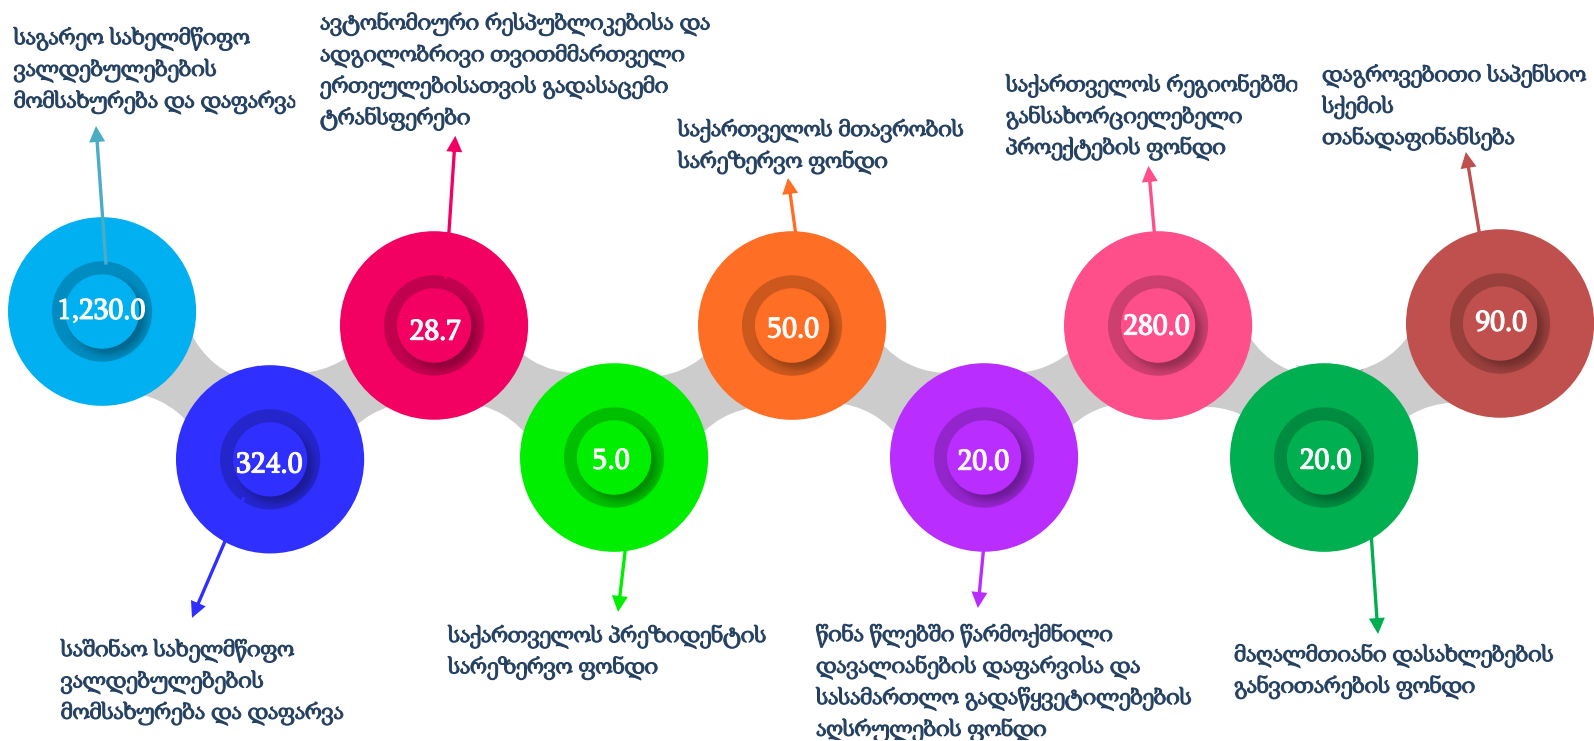 საგარეო სახელმწიფო
ვალდებულებების
მომსახურება და დაფარვა
ავტონომიური რესპუბლიკებისა და
ადგილობრივი თვითმმართველი
ერთეულებისათვის გადასაცემი
ტრანსფერები
საქართველოს მთავრობის
სარეზერვო ფონდი
საქართველოს რეგიონებში
განსახორციელებელი
პროექტების ფონდი
დაგროვებითი საპენსიო
სქემის
თანადაფინანსება
1,230.0
28.7
50.0
280.0
90.0
324.0
5.0
20.0
20.0
საშინაო სახელმწიფო
ვალდებულებების
მომსახურება და დაფარვა
საქართველოს პრეზიდენტის
სარეზერვო ფონდი
წინა წლებში წარმოქმნილი
დავალიანების დაფარვისა და
სასამართლო გადაწყვეტილებების
აღსრულების ფონდი
მაღალმთიანი დასახლებების
განვითარების ფონდი